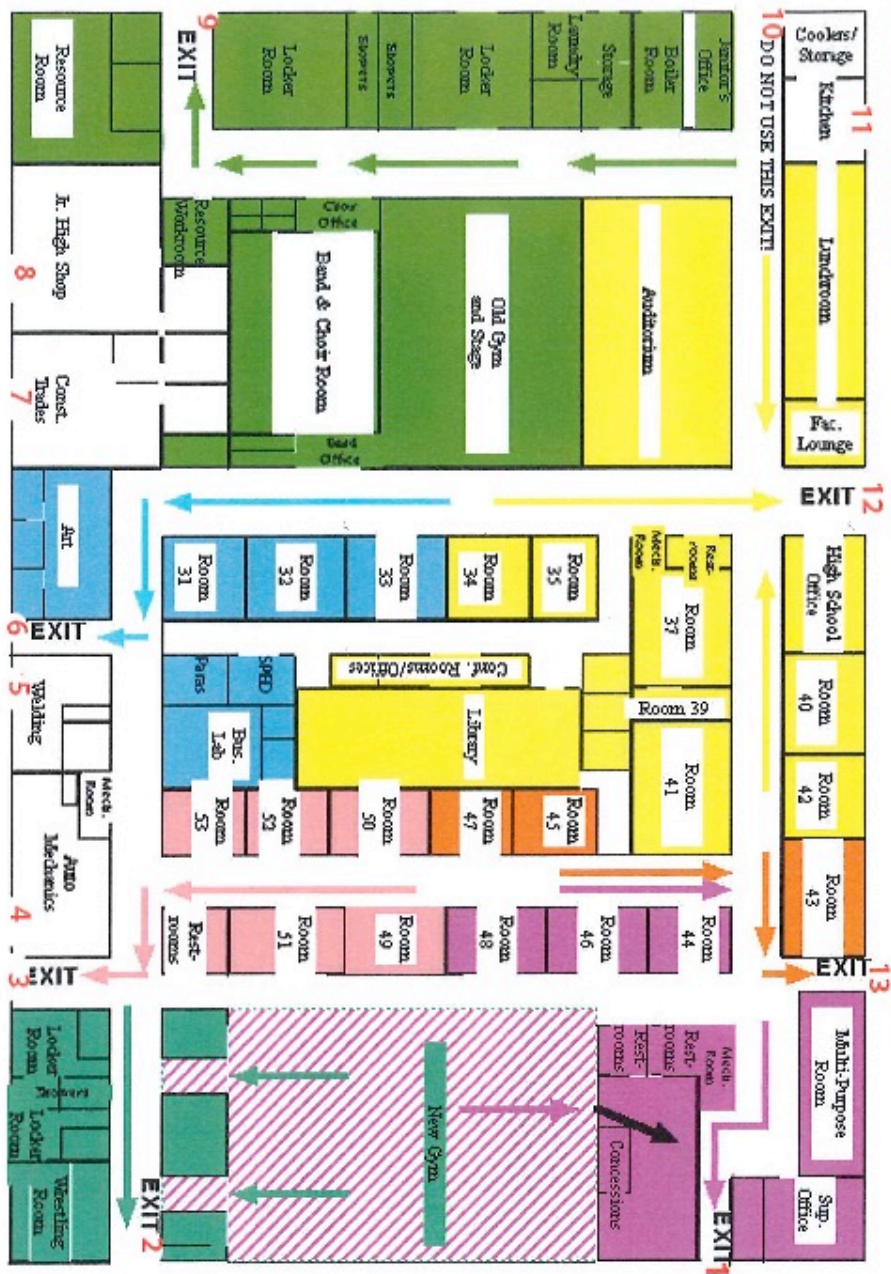 9
EXIT
10
DO NOT USE THIS EXIT!
11
Coolers/
Storage
Kitchen
Lunchroom
Fac.
Lounge
Janitor's
Office
Boiler
Room
Storage
Laundry
Room
Locker
Room
Showers
Showers
Locker
Room
Resource
Room
Jr. High Shop
8
Const.
Trades
7
Resource
Workroom
Choir
Office
Band & Choir Room
Band
Office
Old Gym
and Stage
Auditorium
EXIT
12
Art
6
EXIT
Room
31
Room
32
Room
33
Room
34
Room
35
Mech.
Room
Rest-
rooms
Room
37
Room 39
Room
41
High School
Office
Room
40
Room
42
Room
43
Conf. Rooms/Offices
Library
Paras
SPED
Bus.
Lab
Room
53
Room
52
Room
50
Room
47
Room
45
5
Welding
Mech.
Room
Auto
Mechanics
4
Rest-
rooms
Room
51
Room
49
Room
48
Room
46
Room
44
3
EXIT
EXIT
13
Locker
Room
Showers
Locker
Room
Wrestling
Room
EXIT
2
New Gym
Rest-
rooms
Rest-
rooms
Mech.
Room
Concessions
Multi-Purpose
Room
Sup.
Office
EXIT
1